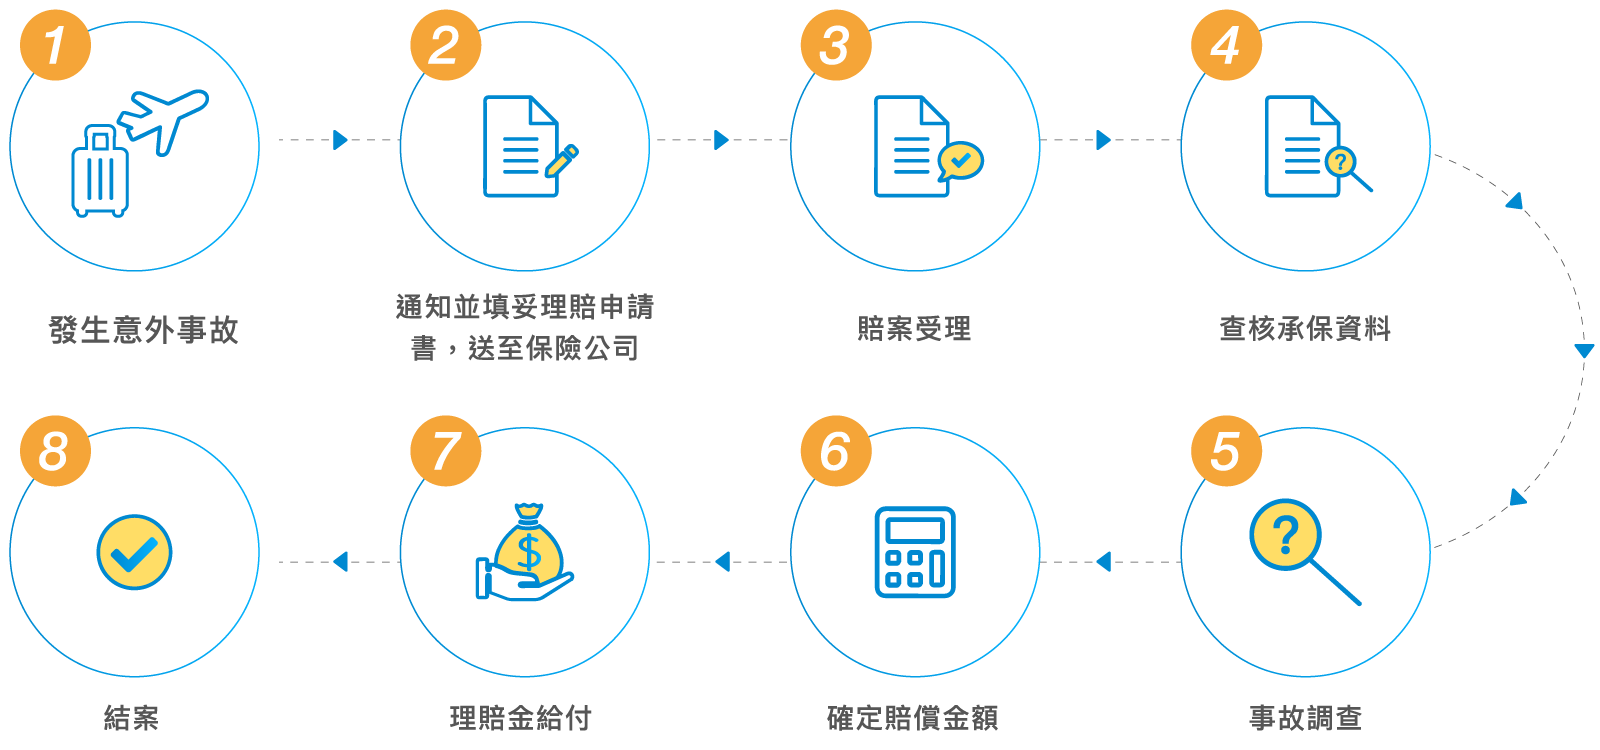 1
發生意外事故
2
通知並填妥理賠申請
書，送至保險公司
3
賠案受理
4
查核承保資料
?
5
事故調查
?
6
確定賠償金額
7
理賠金給付
$
8
結案